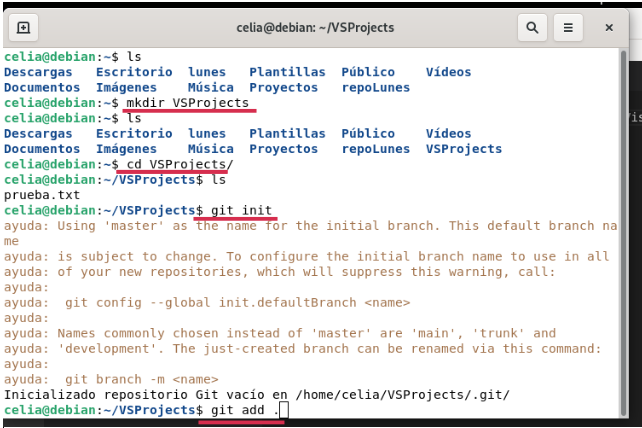 celia@debian: ~/VSProjects
celia@debian:~$ ls
Descargas Escritorio lunes Plantillas Público Vídeos
Documentos Imágenes Música Proyectos repoLunes
celia@debian:~$ mkdir VSProjects
celia@debian:~$ ls
Descargas Escritorio lunes Plantillas Público Vídeos
Documentos Imágenes Música Proyectos repoLunes VSProjects
celia@debian:~$ cd VSProjects/
celia@debian:~/VSProjects$ ls
prueba.txt
celia@debian:~/VSProjects$ git init
ayuda: Using 'master' as the name for the initial branch. This default branch na
me
ayuda: is subject to change. To configure the initial branch name to use in all
ayuda: of your new repositories, which will suppress this warning, call:
ayuda:
ayuda: git config --global init.defaultBranch <name>
ayuda:
ayuda: Names commonly chosen instead of 'master' are 'main', 'trunk' and
ayuda: 'development'. The just-created branch can be renamed via this command:
ayuda:
ayuda: git branch -m <name>
Inicializado repositorio Git vacío en /home/celia/VSProjects/.git/
celia@debian:~/VSProjects$ git add .